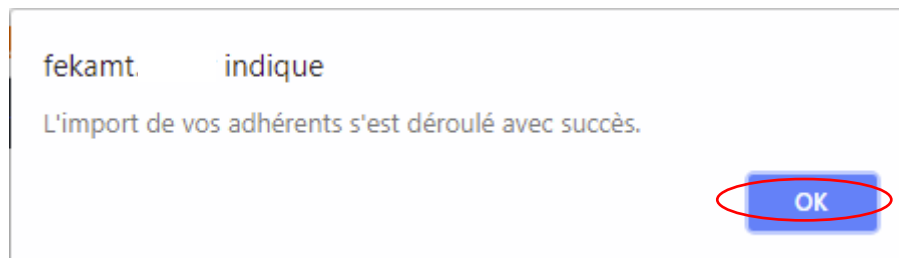 fekamt. indique
L'import de vos adhérents s'est déroulé avec succès.
OK